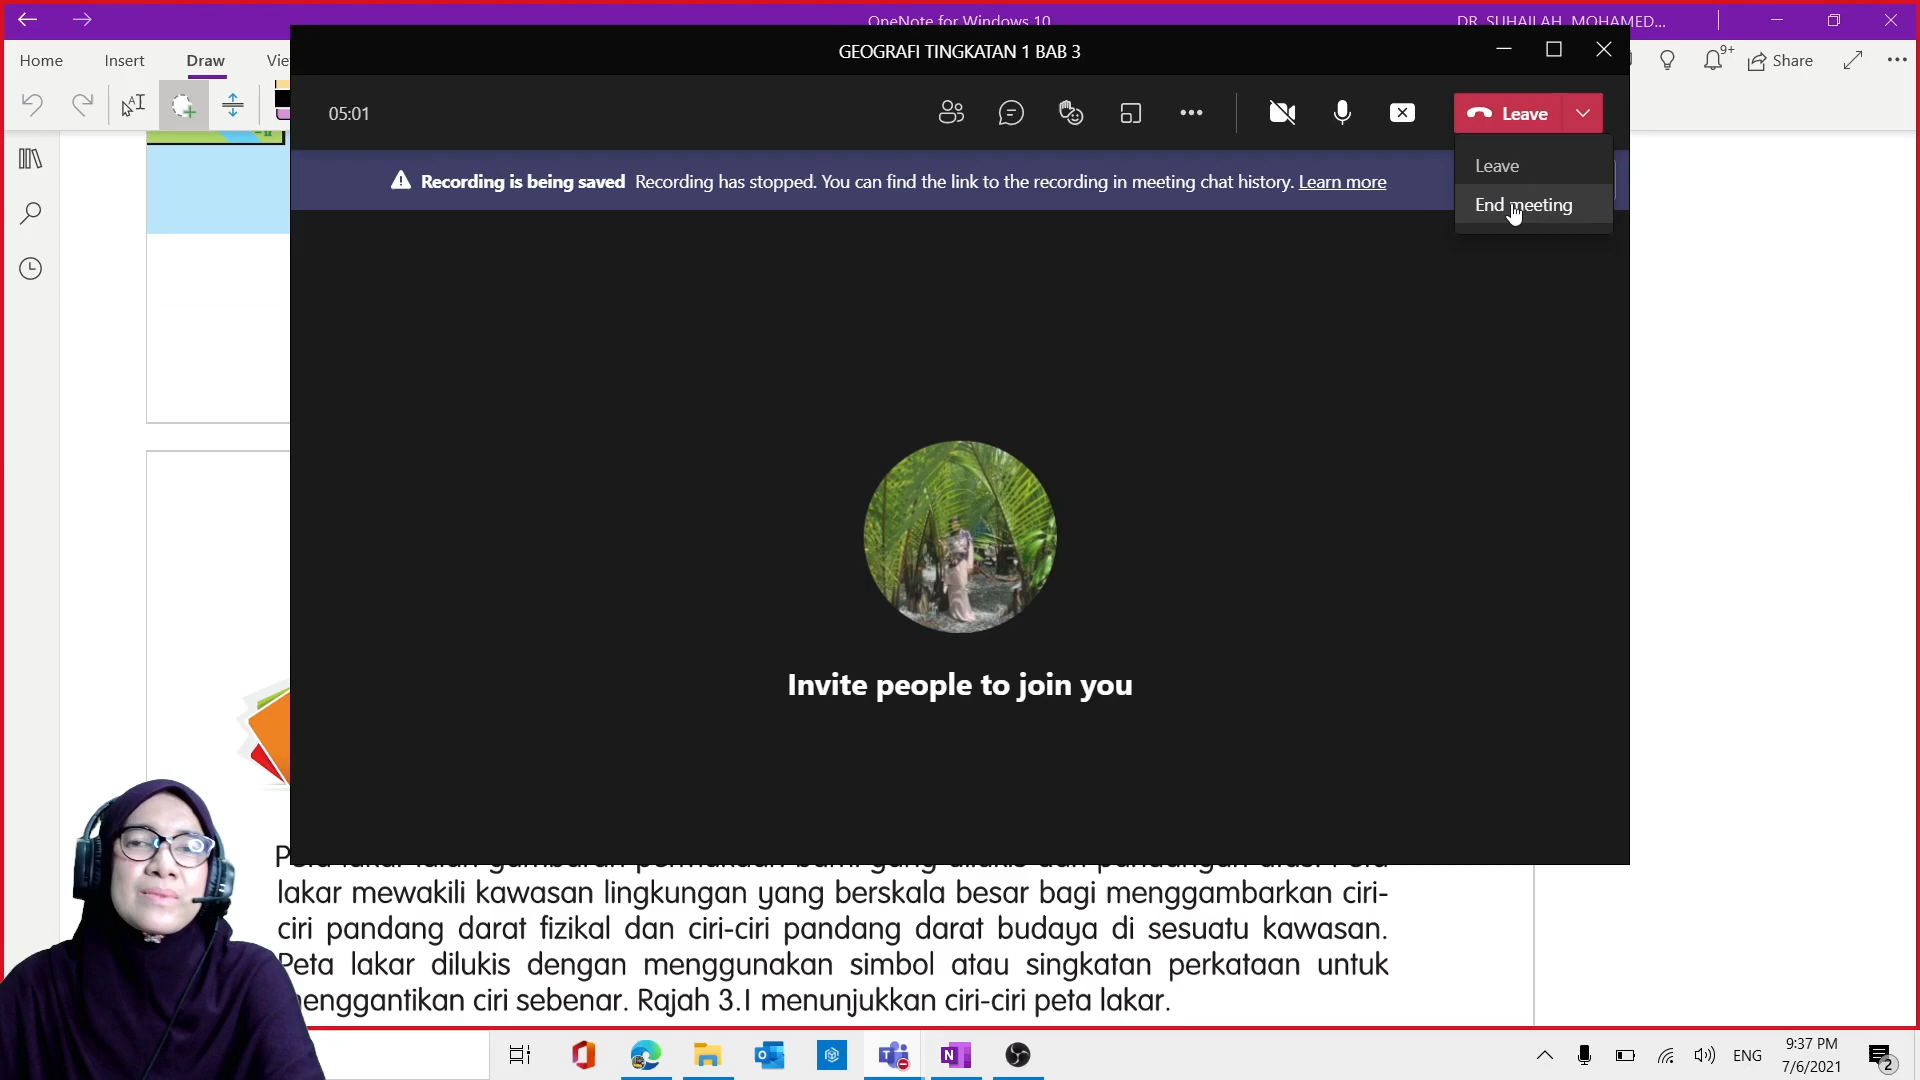 OneNote for Windows 10
DR. SUHAILAH MOHAMED...
Home
Insert
Draw
Share
9+
GEOGRAFI TINGKATAN 1 BAB 3
05:01
Leave
Leave
End meeting
Recording is being saved Recording has stopped. You can find the link to the recording in meeting chat history. Learn more
Invite people to join you
lakar mewakili kawasan lingkungan yang berskala besar bagi menggambarkan ciri-
ciri pandang darat fizikal dan ciri-ciri pandang darat budaya di sesuatu kawasan.
Peta lakar dilukis dengan menggunakan simbol atau singkatan perkataan untuk
ciri sebenar. Rajah 3.1 menunjukkan ciri-ciri peta lakar.
ENG
9:37 PM
7/6/2021
2